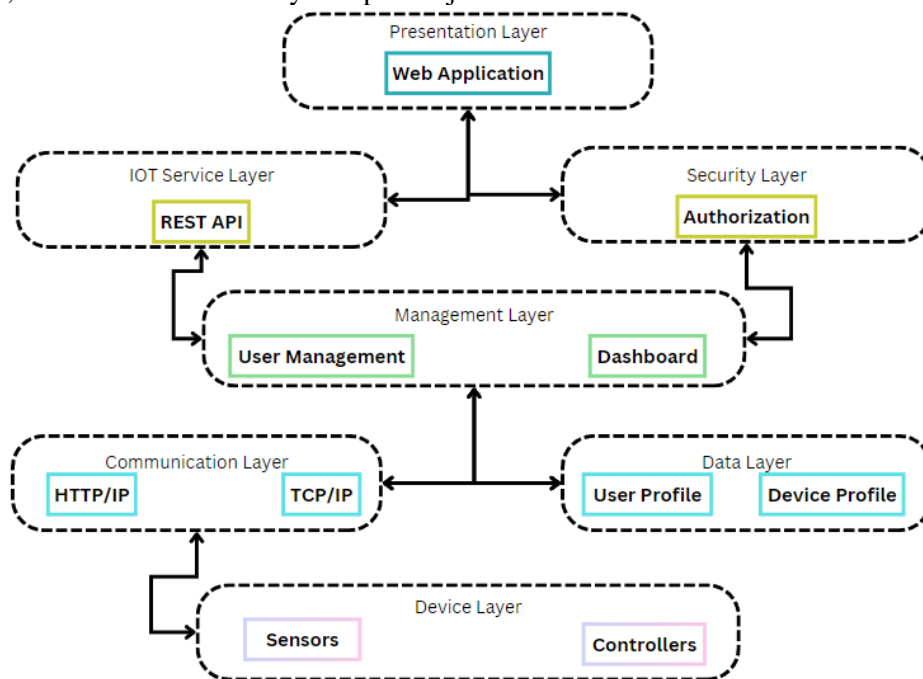 Presentation Layer
Web Application
IOT Service Layer
REST API
Security Layer
Authorization
Management Layer
User Management
Dashboard
Communication Layer
HTTP/IP
TCP/IP
Data Layer
User Profile
Device Profile
Device Layer
Sensors
Controllers